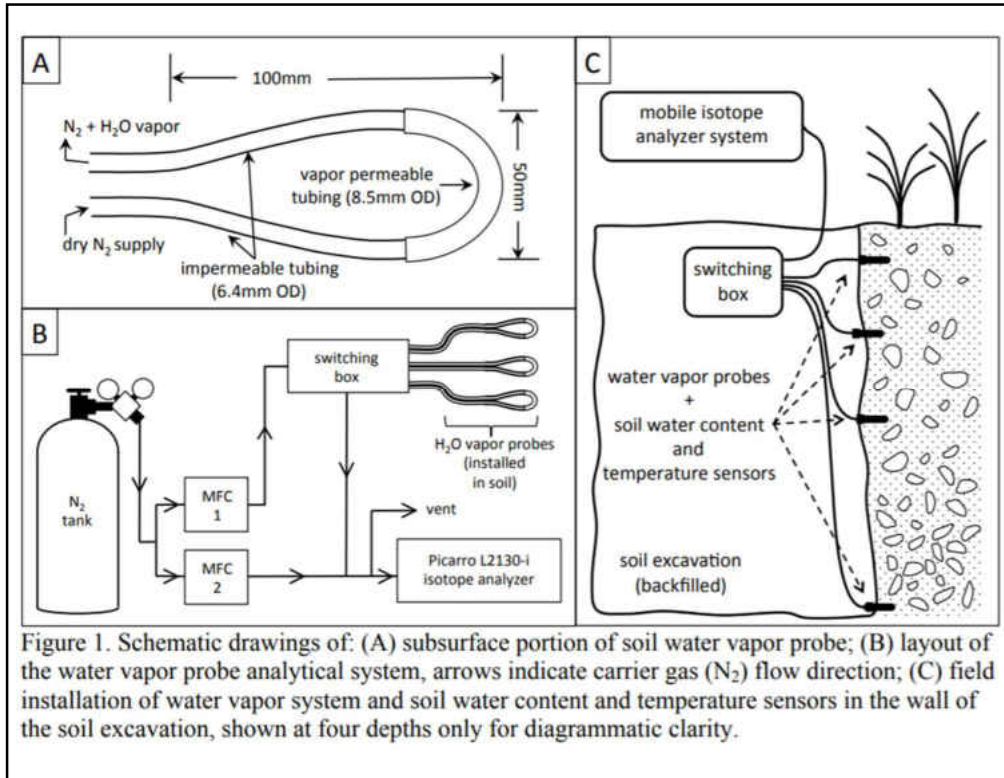 A
100mm
N₂ + H₂O vapor
vapor permeable
tubing (8.5mm OD)
50mm
dry N₂ supply
impermeable tubing
(6.4mm OD)
B
switching
box
H₂O vapor probes
(installed
in soil)
N₂
tank
MFC
1
vent
MFC
2
Picarro L2130-i
isotope analyzer
C
mobile isotope
analyzer system
switching
box
water vapor probes
+
soil water content
and
temperature sensors
soil excavation
(backfilled)
Figure 1. Schematic drawings of: (A) subsurface portion of soil water vapor probe; (B) layout of
the water vapor probe analytical system, arrows indicate carrier gas (N₂) flow direction; (C) field
installation of water vapor system and soil water content and temperature sensors in the wall of
the soil excavation, shown at four depths only for diagrammatic clarity.